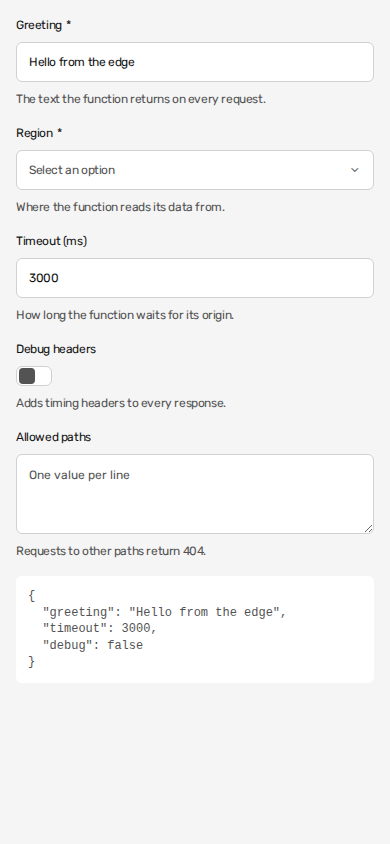 Greeting *
Hello from the edge
The text the function returns on every request.
Region *
Select an option
Where the function reads its data from.
Timeout (ms)
3000
How long the function waits for its origin.
Debug headers
Adds timing headers to every response.
Allowed paths
One value per line
Requests to other paths return 404.
{
  "greeting": "Hello from the edge",
  "timeout": 3000,
  "debug": false
}